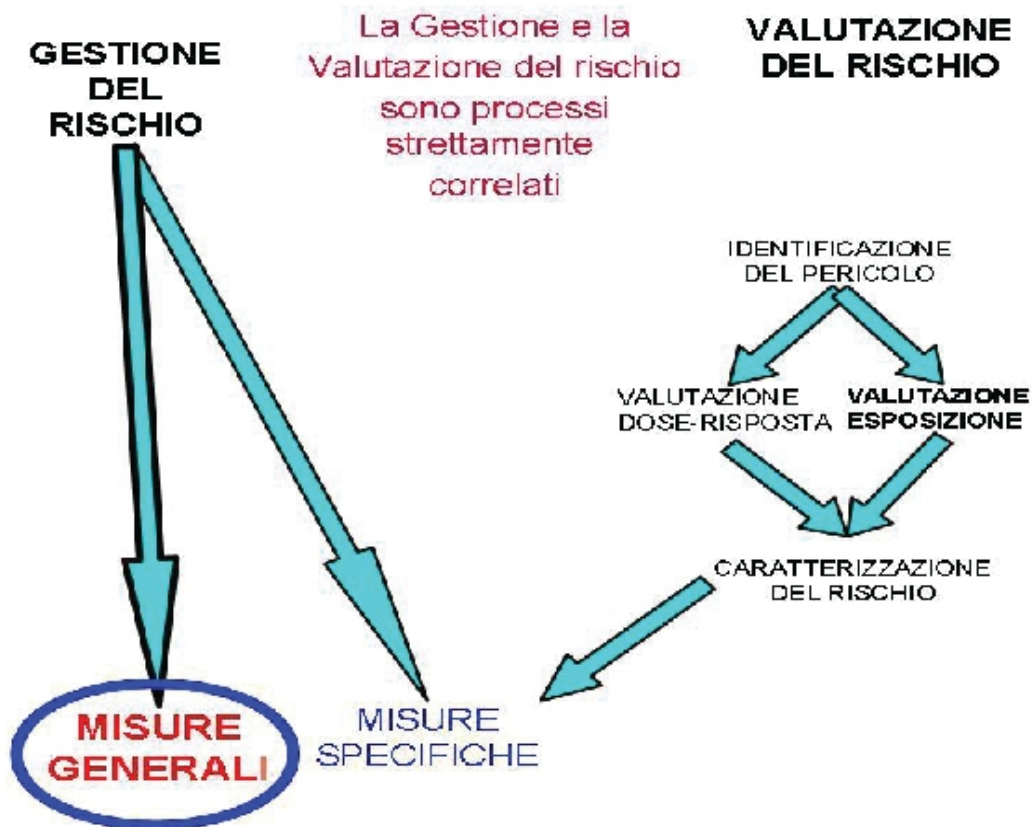 GESTIONE
DEL
RISCHIO
La Gestione e la
Valutazione del rischio
sono processi
strettamente
correlati
VALUTAZIONE
DEL RISCHIO
IDENTIFICAZIONE
DEL PERICOLO
VALUTAZIONE
DOSE-RISPOSTA
VALUTAZIONE
ESPOSIZIONE
CARATTERIZZAZIONE
DEL RISCHIO
MISURE
GENERALI
MISURE
SPECIFICHE